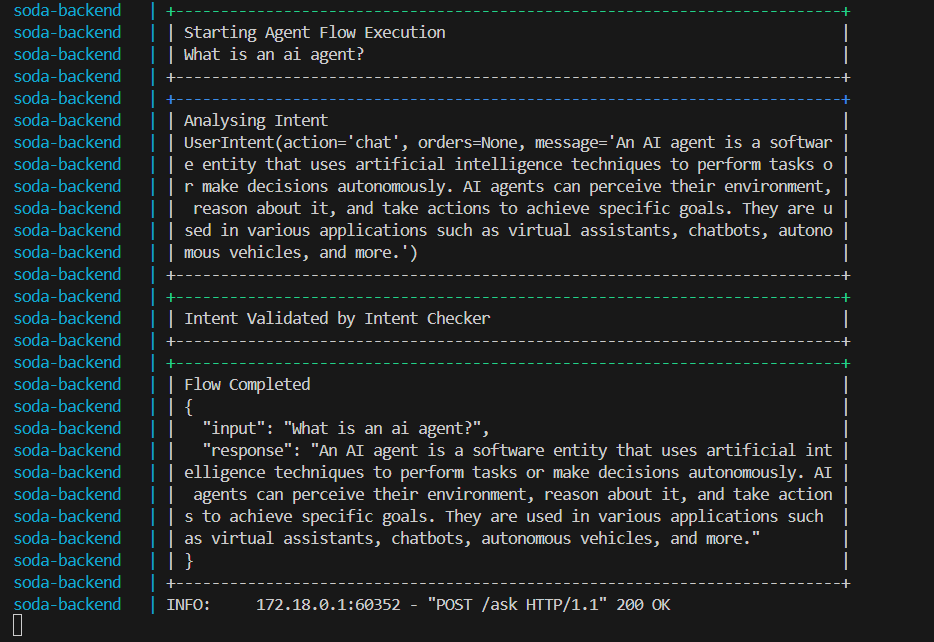 soda-backend | +--------------------------------------------------------------------------+
soda-backend | | Starting Agent Flow Execution |
soda-backend | | What is an ai agent? |
soda-backend | +--------------------------------------------------------------------------+
soda-backend | +--------------------------------------------------------------------------+
soda-backend | | Analysing Intent |
soda-backend | | UserIntent(action='chat', orders=None, message='An AI agent is a softwar |
soda-backend | | e entity that uses artificial intelligence techniques to perform tasks o |
soda-backend | | r make decisions autonomously. AI agents can perceive their environment, |
soda-backend | |  reason about it, and take actions to achieve specific goals. They are u |
soda-backend | | sed in various applications such as virtual assistants, chatbots, autono |
soda-backend | | mous vehicles, and more.') |
soda-backend | +--------------------------------------------------------------------------+
soda-backend | +--------------------------------------------------------------------------+
soda-backend | | Intent Validated by Intent Checker |
soda-backend | +--------------------------------------------------------------------------+
soda-backend | +--------------------------------------------------------------------------+
soda-backend | | Flow Completed |
soda-backend | | { |
soda-backend | |   "input": "What is an ai agent?", |
soda-backend | |   "response": "An AI agent is a software entity that uses artificial int |
soda-backend | | elligence techniques to perform tasks or make decisions autonomously. AI |
soda-backend | |  agents can perceive their environment, reason about it, and take action |
soda-backend | | s to achieve specific goals. They are used in various applications such |
soda-backend | | as virtual assistants, chatbots, autonomous vehicles, and more." |
soda-backend | | } |
soda-backend | +--------------------------------------------------------------------------+
soda-backend | INFO:     172.18.0.1:60352 - "POST /ask HTTP/1.1" 200 OK